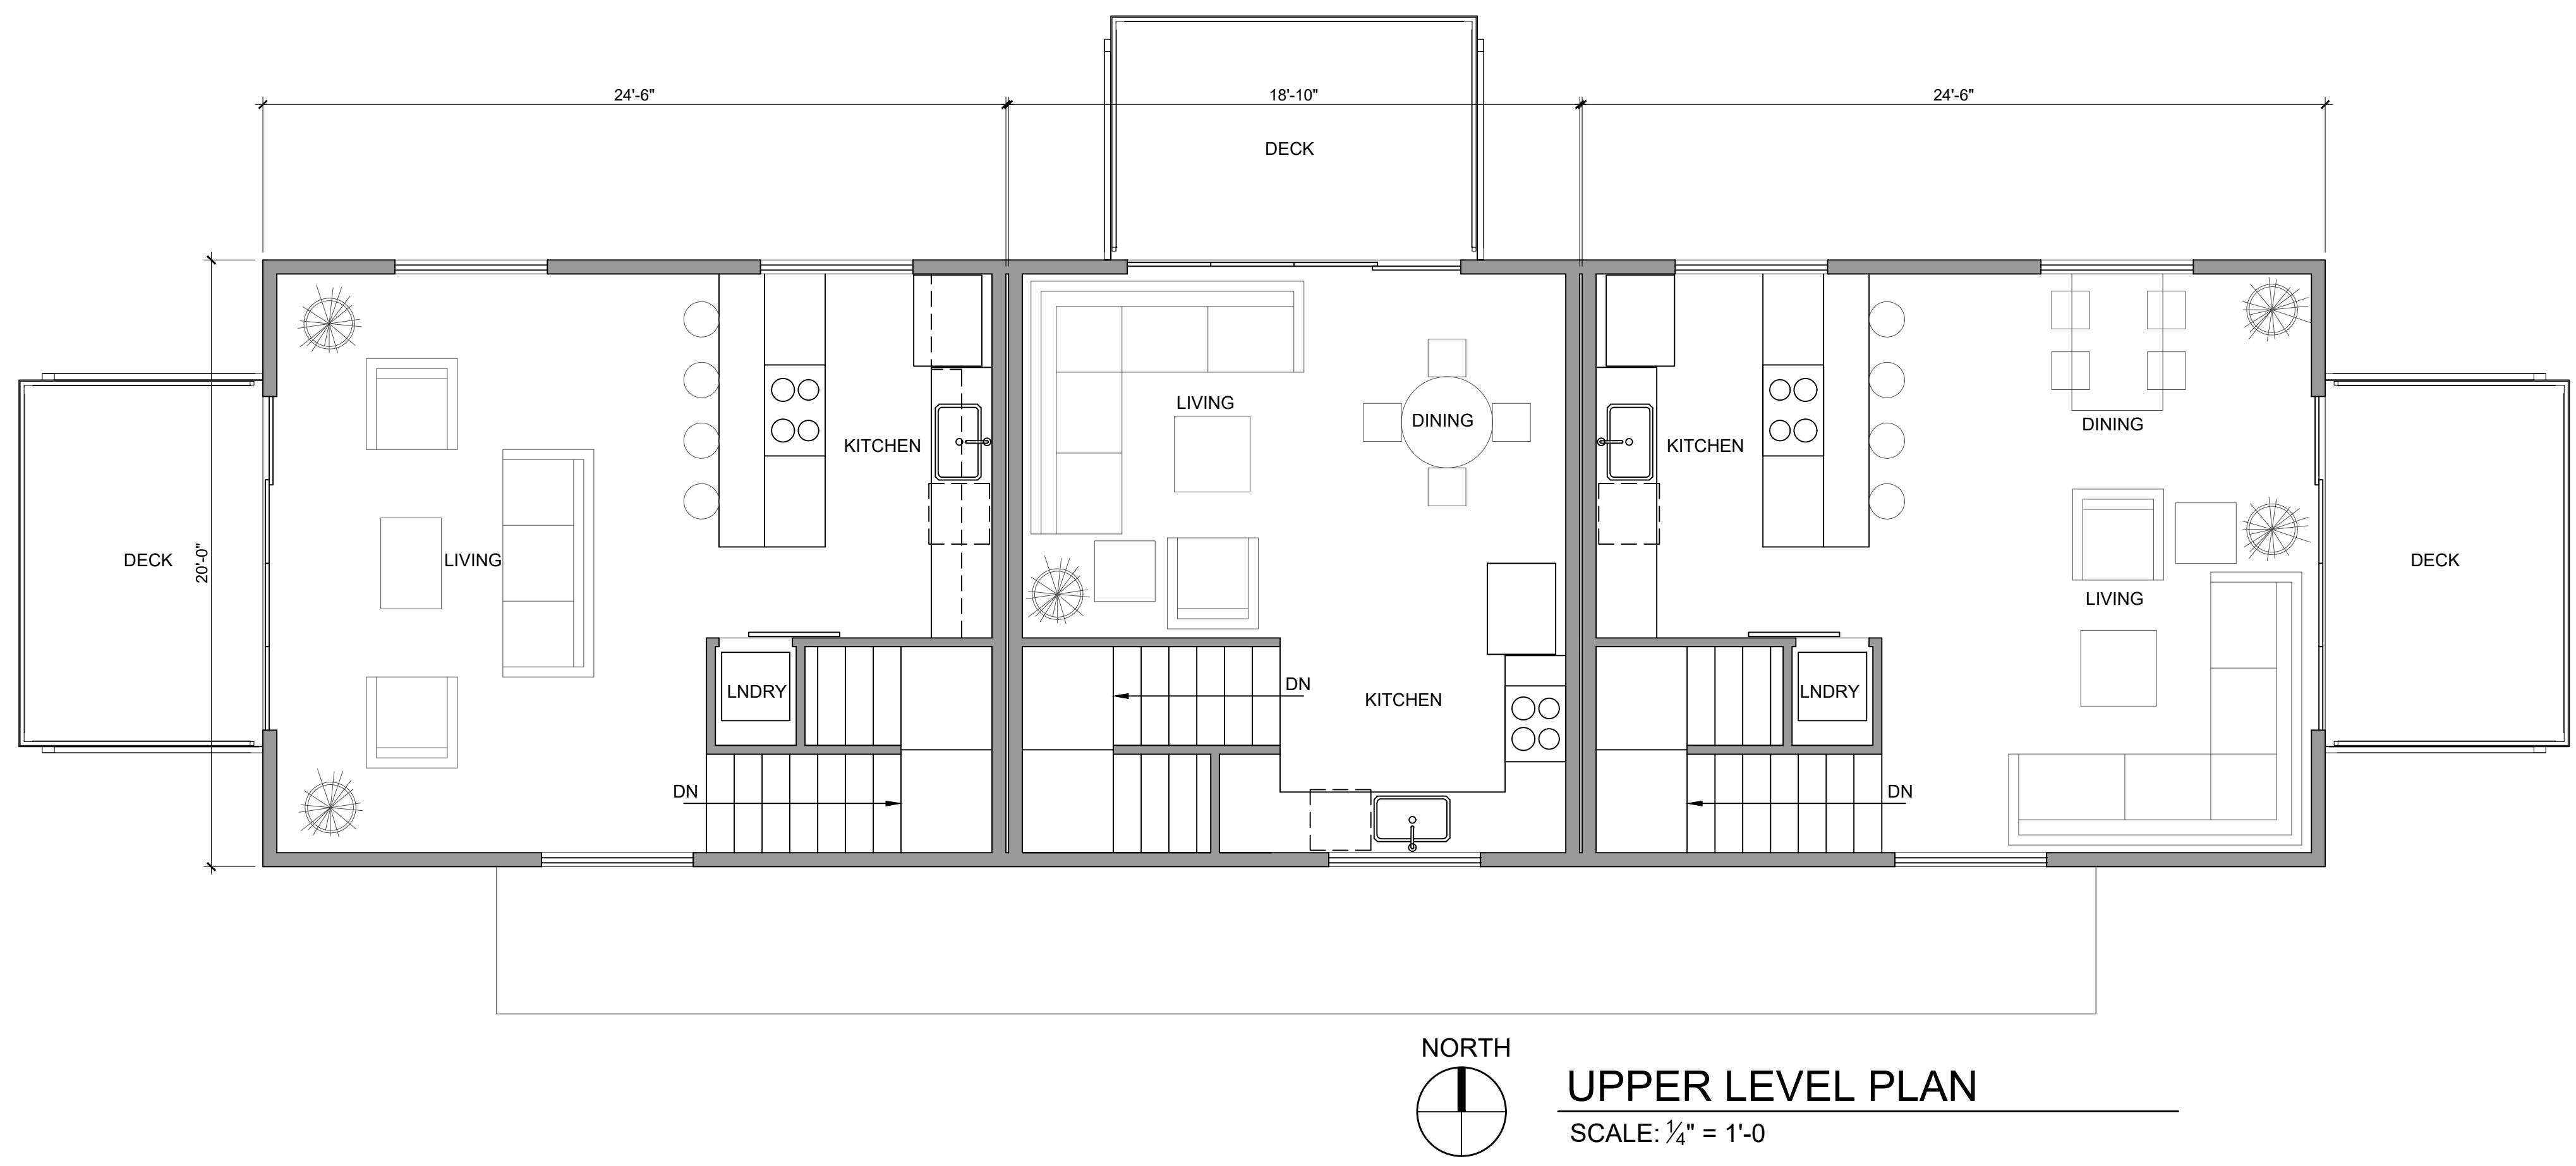 24'-6"
18'-10"
24'-6"
DECK
LIVING
DINING
DINING
KITCHEN
KITCHEN
DECK
20'-0"
LIVING
LIVING
DECK
LNDRY
DN
KITCHEN
LNDRY
DN
DN
NORTH
UPPER LEVEL PLAN
SCALE: ¼" = 1'-0